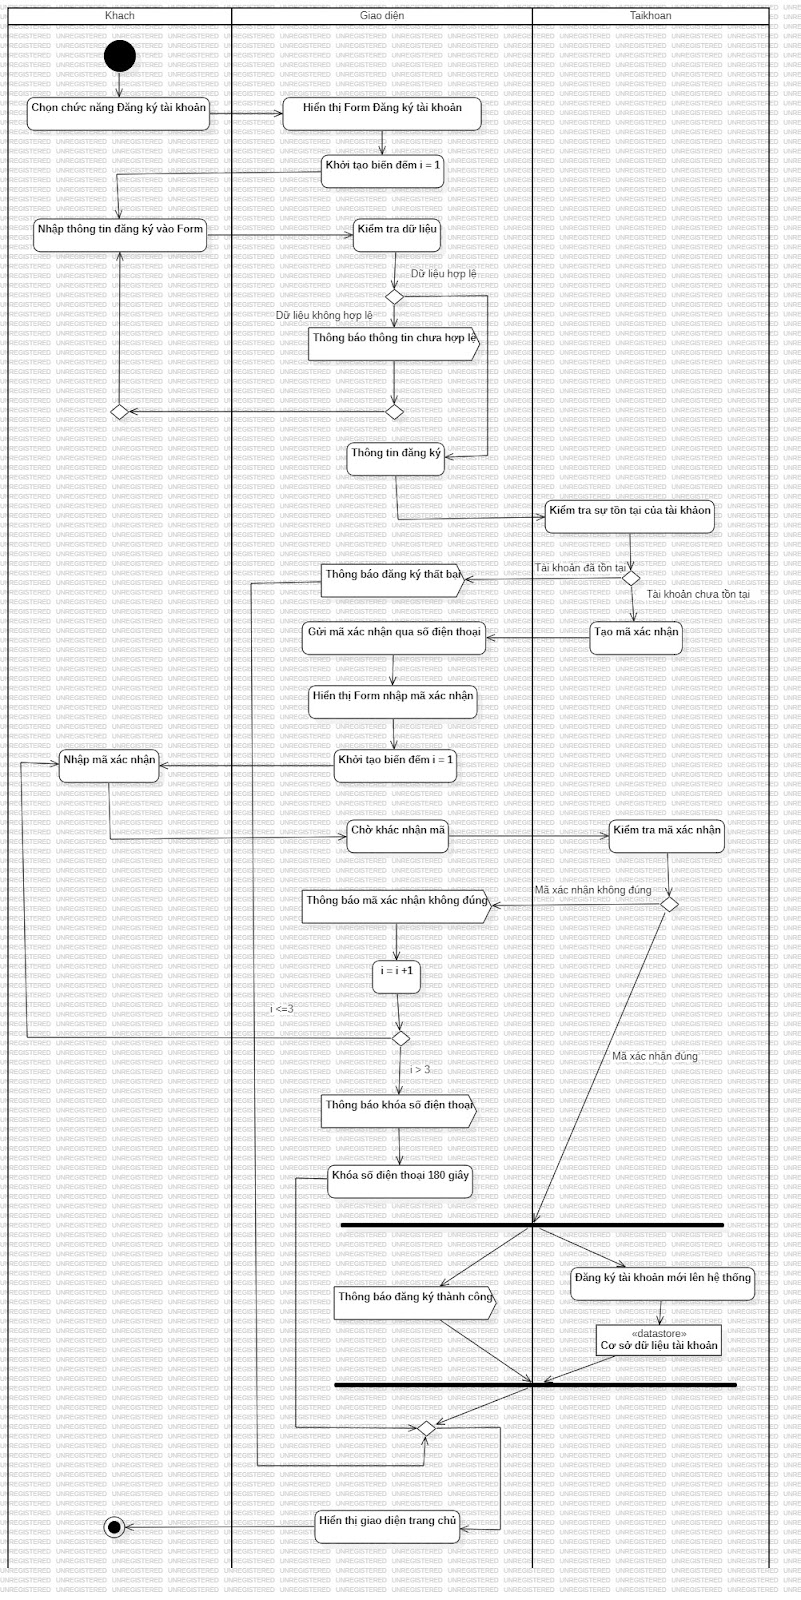 Khach
Giao diện
Taikhoan
Chọn chức năng Đăng ký tài khoản
Hiển thị Form Đăng ký tài khoản
Khởi tạo biến đếm i = 1
Nhập thông tin đăng ký vào Form
Kiểm tra dữ liệu
Dữ liệu hợp lệ
Dữ liệu không hợp lệ
Thông báo thông tin chưa hợp lệ
Thông tin đăng ký
Kiểm tra sự tồn tại của tài khảon
Tài khoản đã tồn tại
Thông báo đăng ký thất bại
Tài khoản chưa tồn tại
Gửi mã xác nhận qua số điện thoại
Tạo mã xác nhận
Hiển thị Form nhập mã xác nhận
Nhập mã xác nhận
Khởi tạo biến đếm i = 1
Chờ khác nhận mã
Kiểm tra mã xác nhận
Mã xác nhận không đúng
Thông báo mã xác nhận không đúng
i = i +1
i <=3
Mã xác nhận đúng
i > 3
Thông báo khóa số điện thoại
Khóa số điện thoại 180 giây
Đăng ký tài khoản mới lên hệ thống
Thông báo đăng ký thành công
«datastore»
Cơ sở dữ liệu tài khoản
Hiển thị giao diện trang chủ
UNREGISTERED